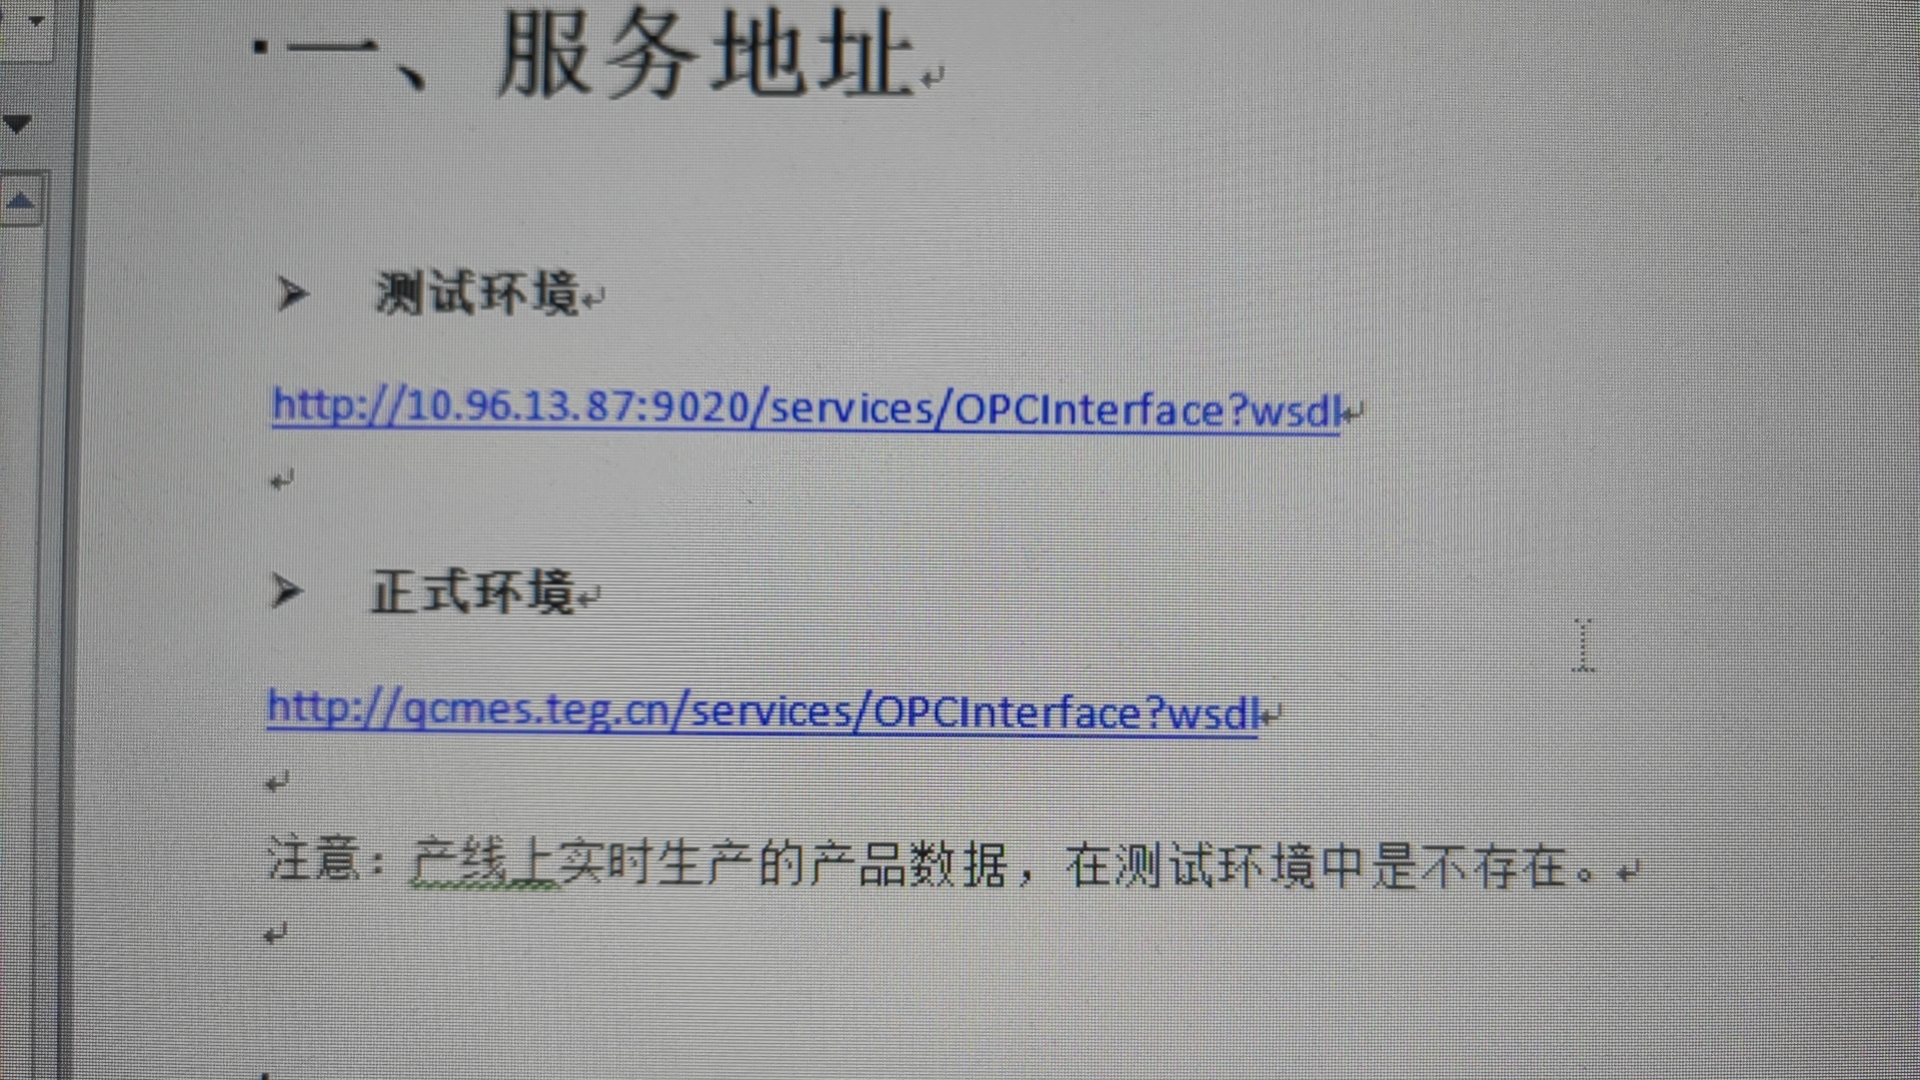 一、服务地址
测试环境
http://10.96.13.87:9020/services/OPCInterface?wsdl
正式环境
http://qcmes.teg.cn/services/OPCInterface?wsdl
注意：产线上实时生产的产品数据，在测试环境中是不存在。